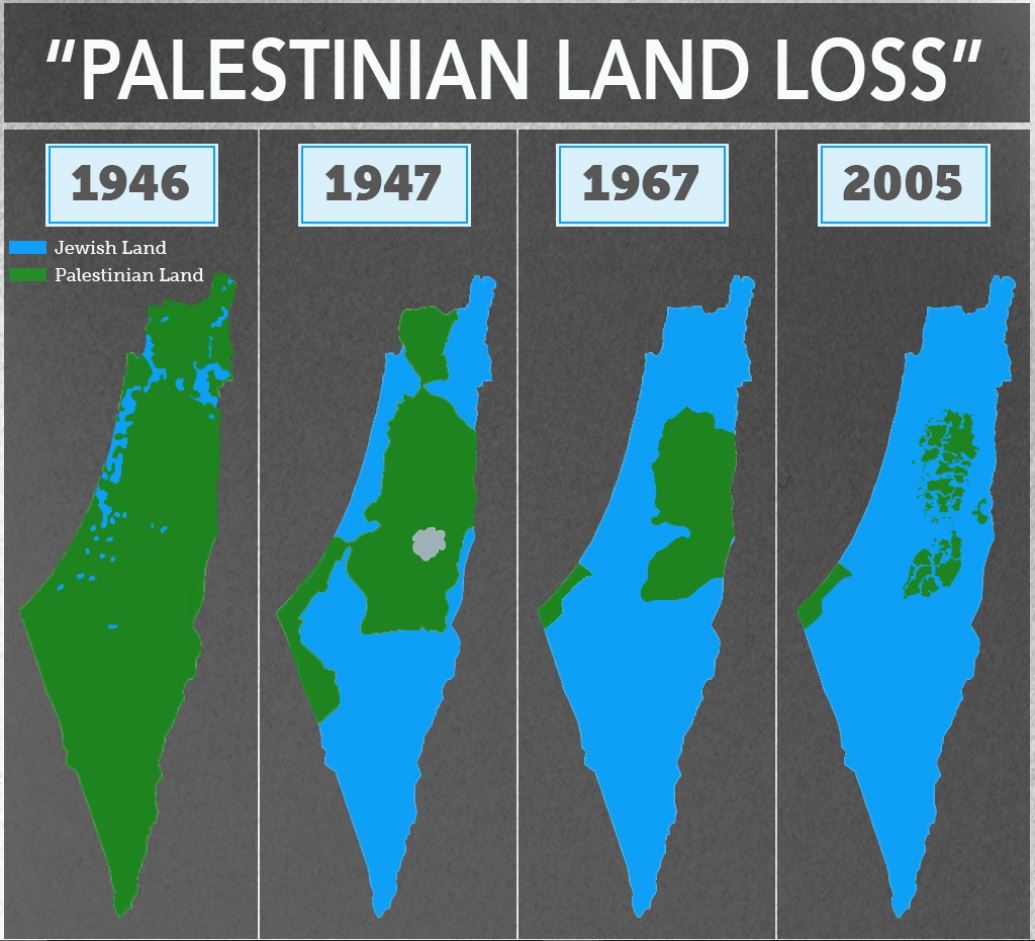 “PALESTINIAN LAND LOSS”
1946
1947
1967
2005
Jewish Land
Palestinian Land